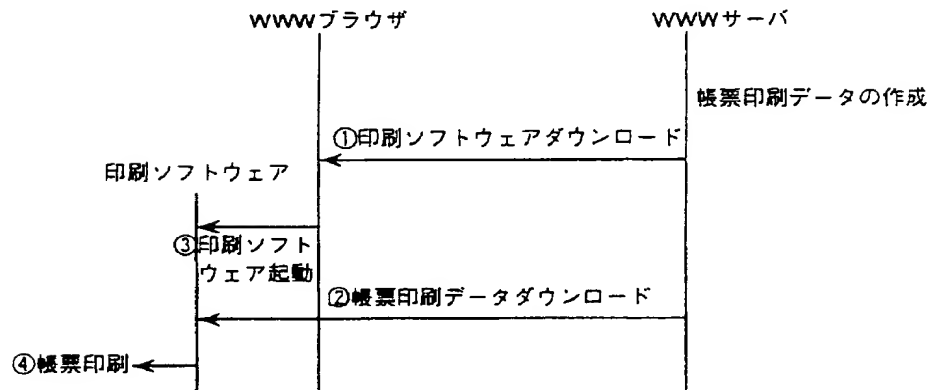 WWWブラウザ
WWWサーバ
帳票印刷データの作成
①印刷ソフトウェアダウンロード
印刷ソフトウェア
③印刷ソフト
ウェア起動
②帳票印刷データダウンロード
④帳票印刷